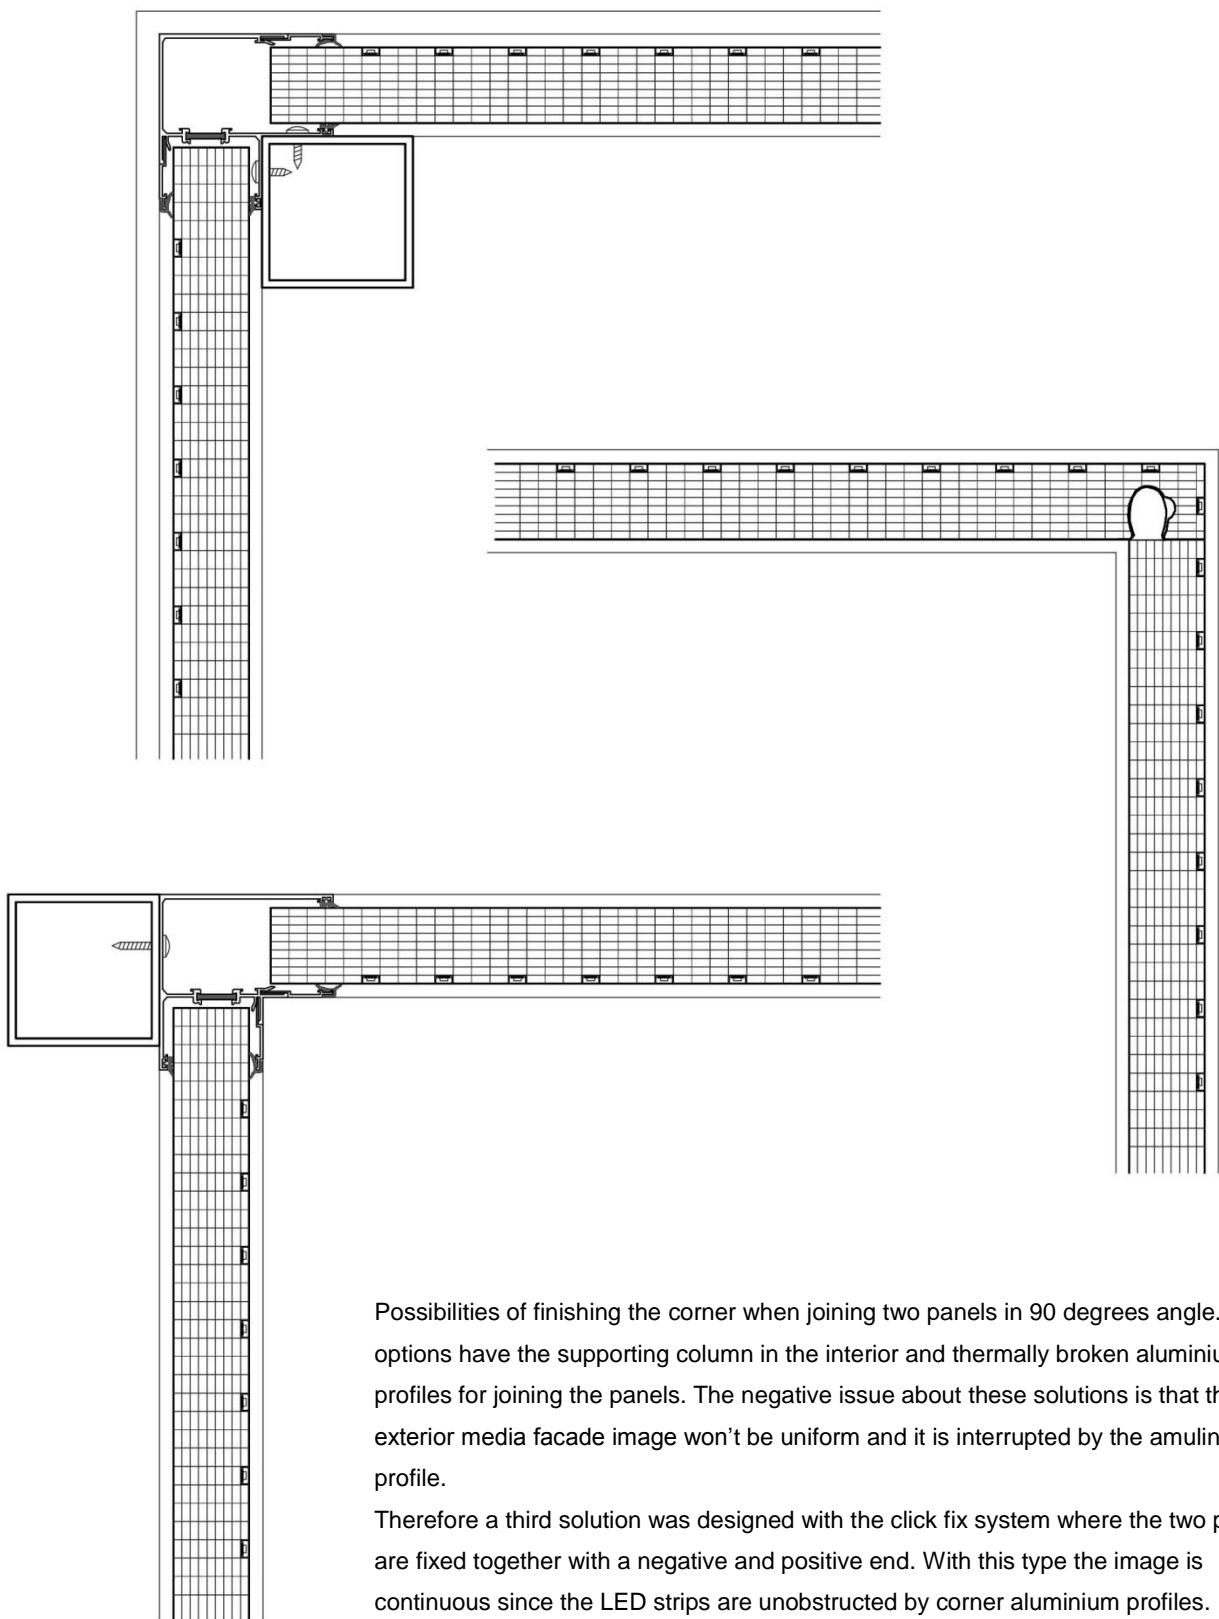 Possibilities of finishing the corner when joining two panels in 90 degrees angle.
options have the supporting column in the interior and thermally broken
profiles for joining the panels. The negative issue about these solutions is that
exterior media facade image won’t be uniform and it is interrupted by the
profile.
Therefore a third solution was designed with the click fix system where the two
are fixed together with a negative and positive end. With this type the image is
continuous since the LED strips are unobstructed by corner aluminium profiles.